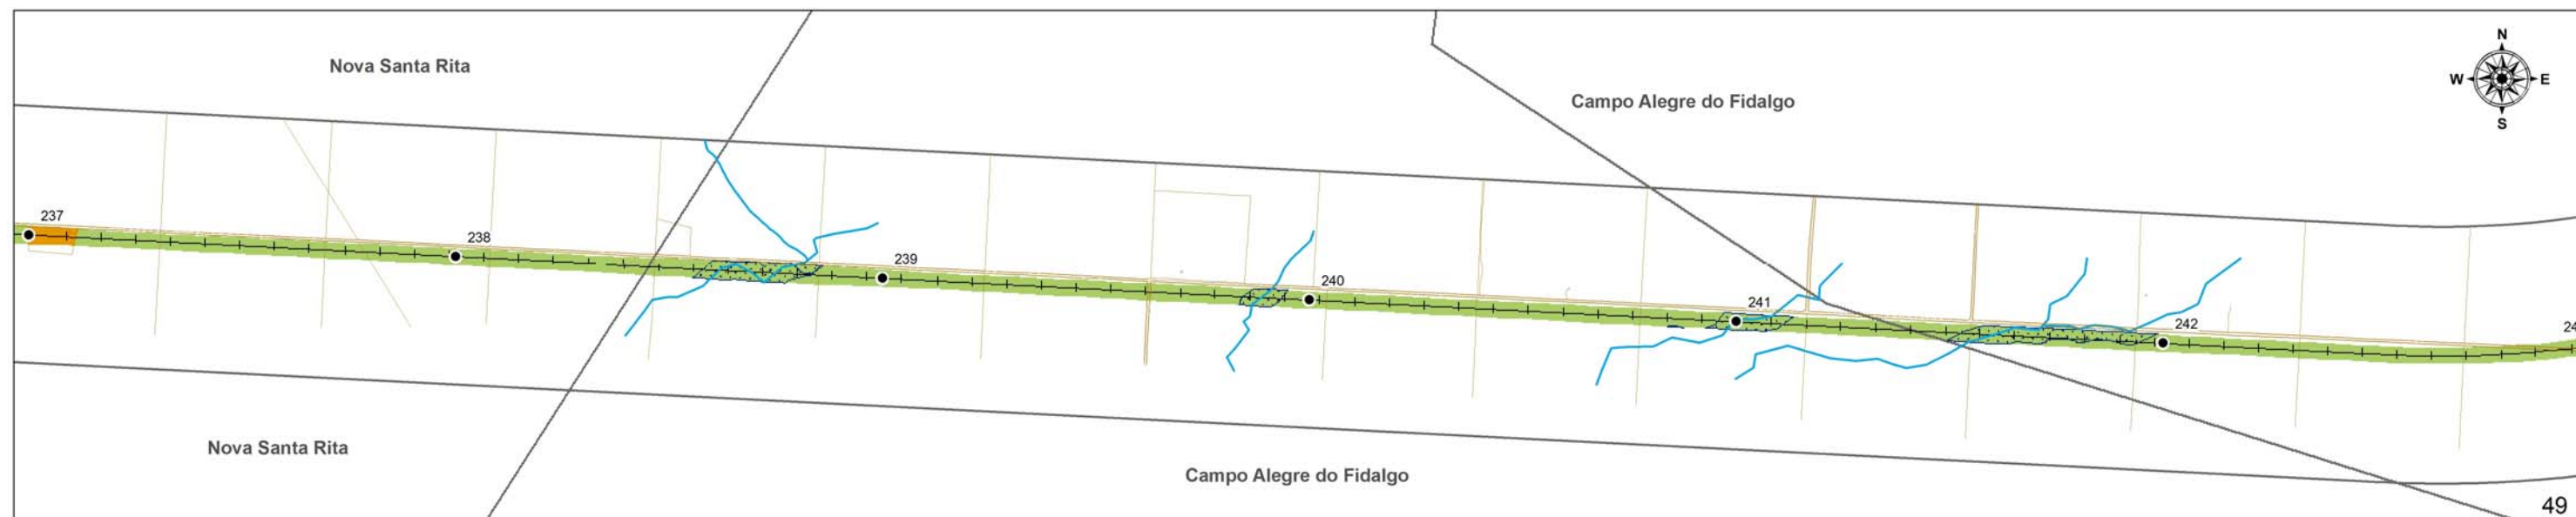 N
Nova Santa Rita
W E
Campo Alegre do Fidalgo
S
237
238
239
240
241
242
24
Nova Santa Rita
Campo Alegre do Fidalgo
49